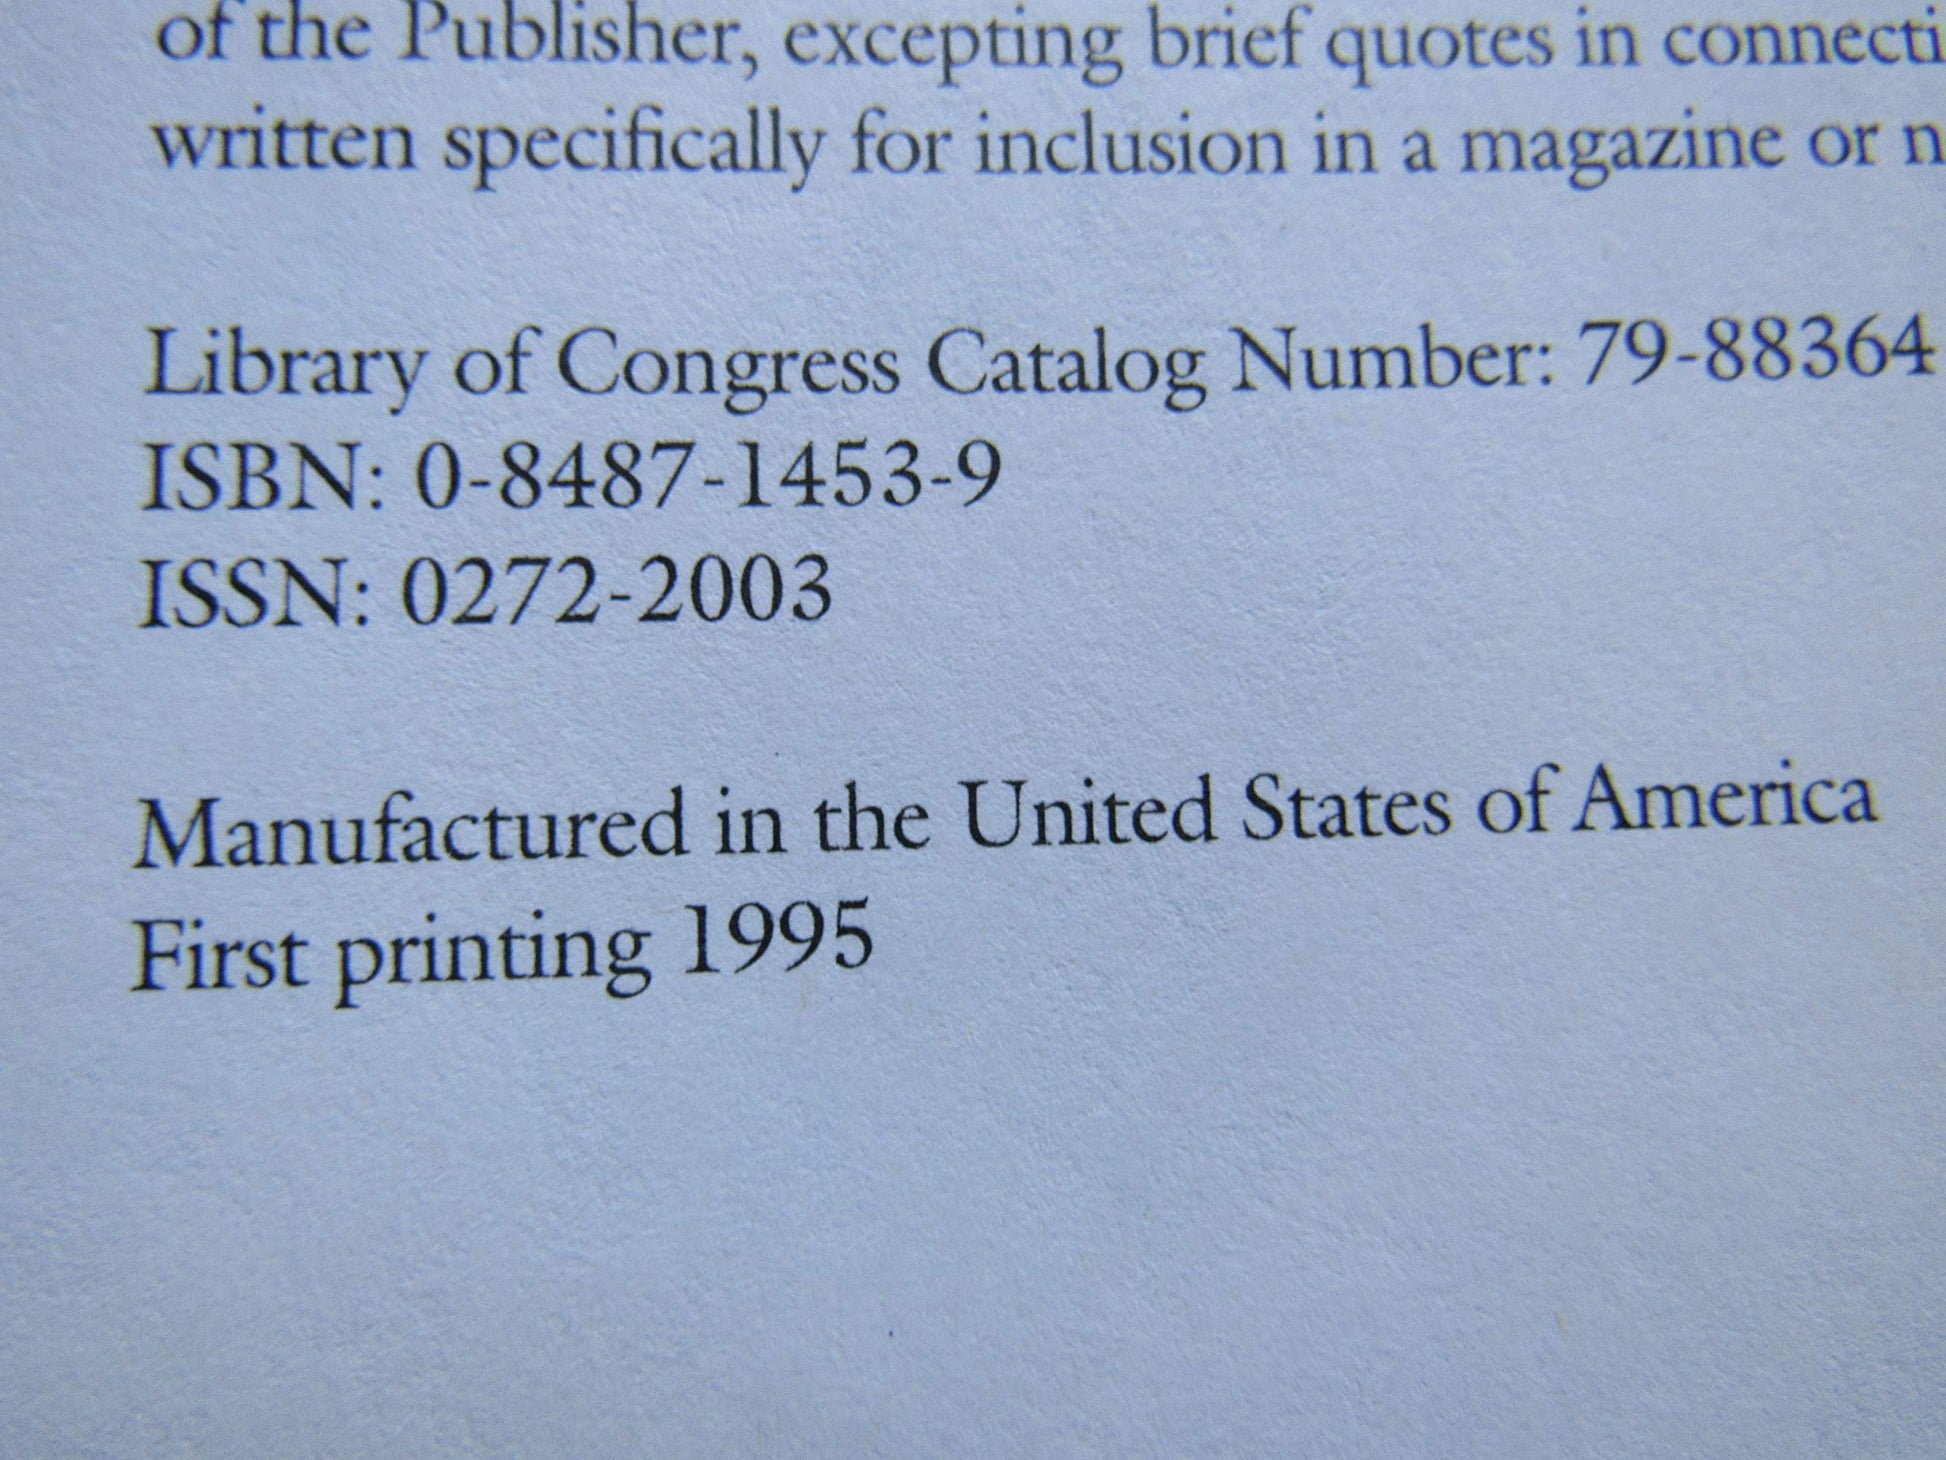 of the Publisher, excepting brief quotes in connecti
written specifically for inclusion in a magazine or n
Library of Congress Catalog Number: 79-88364
ISBN: 0-8487-1453-9
ISSN: 0272-2003
Manufactured in the United States of America
First printing 1995